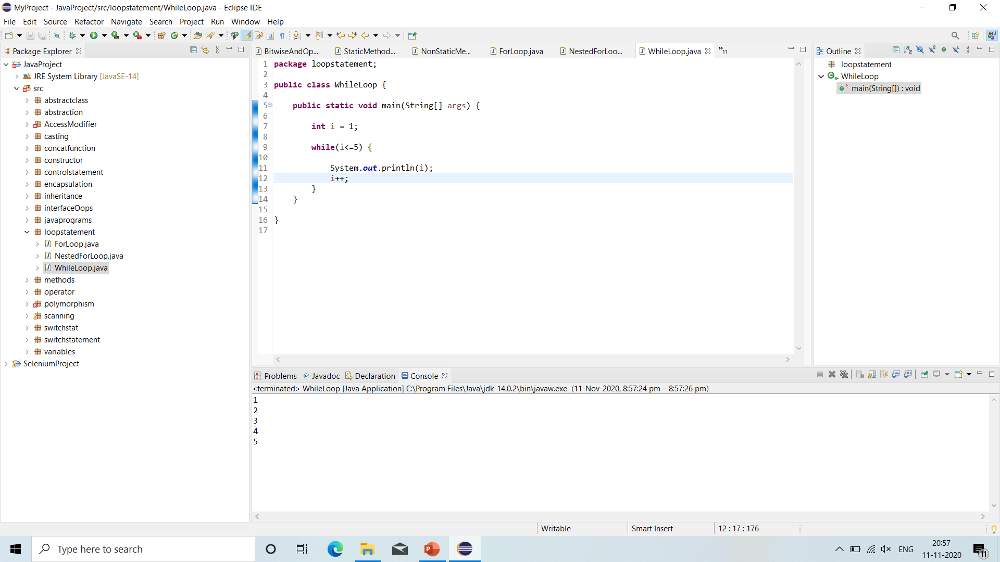 MyProject - JavaProject/src/loopstatement/WhileLoop.java - Eclipse IDE
File Edit Source Refactor Navigate Search Project Run Window Help
Package Explorer
JavaProject
JRE System Library [JavaSE-14]
src
abstractclass
abstraction
AccessModifier
casting
concatfunction
constructor
controlstatement
encapsulation
inheritance
interfaceOops
javaprograms
loopstatement
ForLoop.java
NestedForLoop.java
WhileLoop.java
methods
operator
polymorphism
scanning
switchstat
switchstatement
variables
SeleniumProject
BitwiseAndOp... StaticMethod... NonStaticMe... ForLoop.java NestedForLoo... WhileLoop.java »11
1 package loopstatement;
2
3 public class WhileLoop {
4
5 public static void main(String[] args) {
6
7 int i = 1;
8
9 while(i<=5) {
10
11 System.out.println(i);
12 i++;
13 }
14 }
15
16 }
17
Outline
loopstatement
WhileLoop
main(String[]) : void
Problems @ Javadoc Declaration Console
<terminated> WhileLoop [Java Application] C:\Program Files\Java\jdk-14.0.2\bin\javaw.exe (11-Nov-2020, 8:57:24 pm – 8:57:26 pm)
1
2
3
4
5
Writable Smart Insert 12 : 17 : 176
Type here to search
ENG
20:57
11-11-2020
11